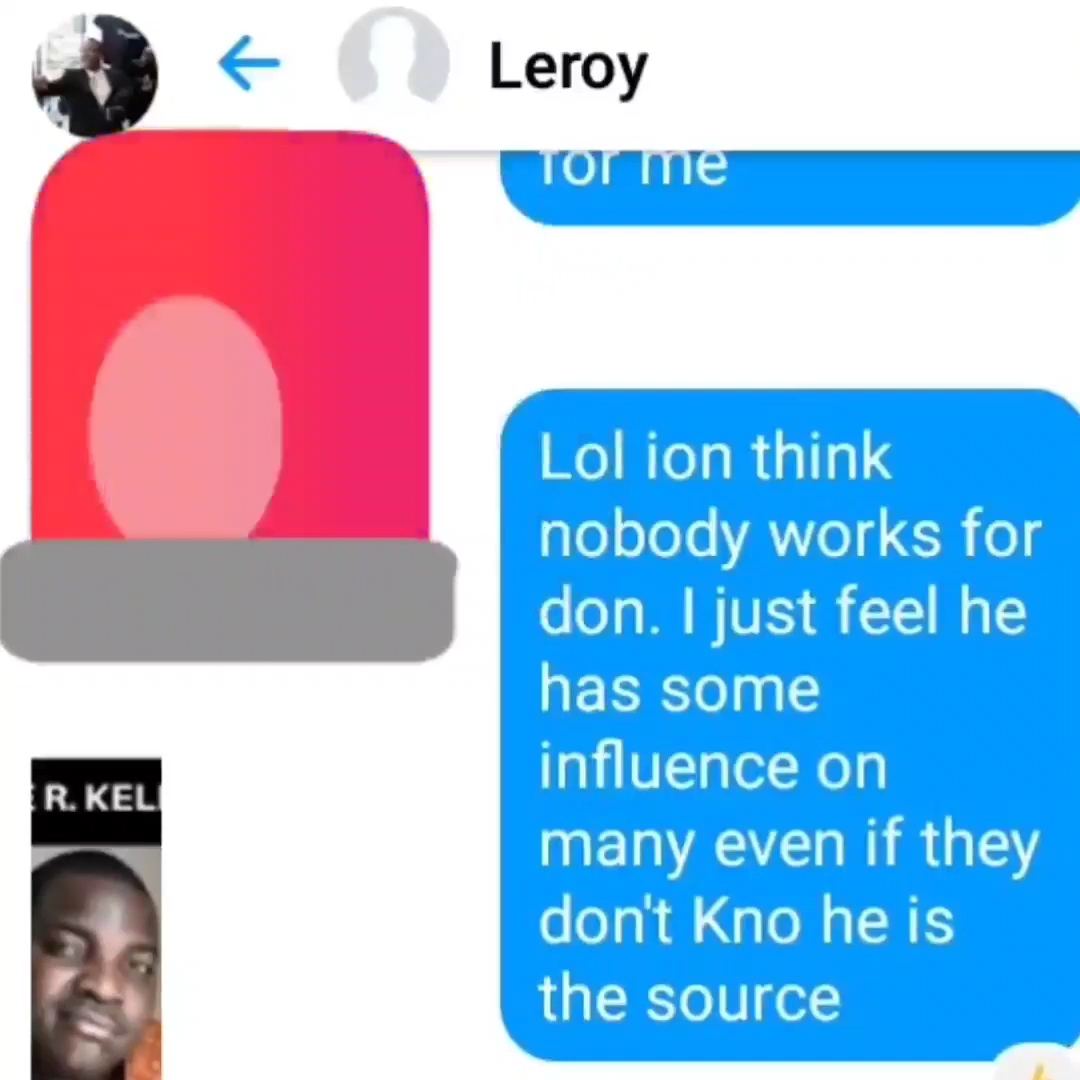 Leroy
for me
Lol ion think
nobody works for
don. I just feel he
has some
influence on
many even if they
don't Kno he is
the source
R. KEL